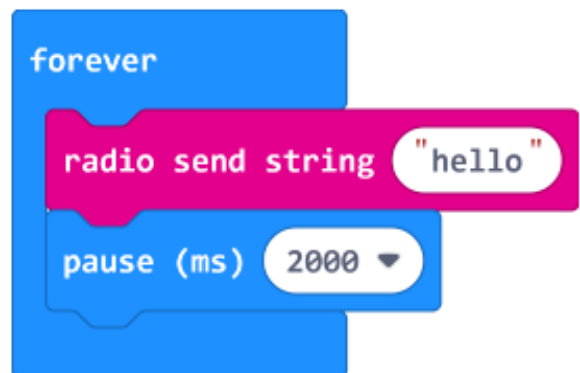 forever
radio send string "hello"
pause (ms) 2000